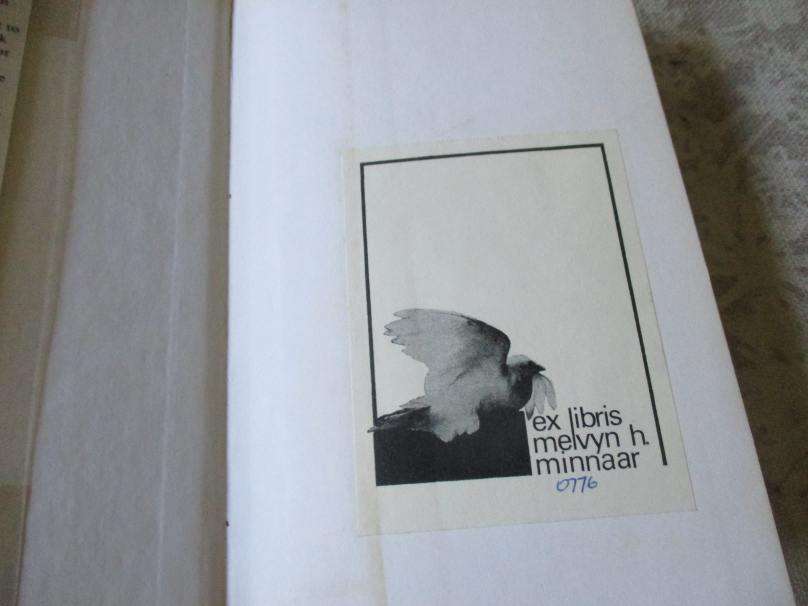 ex libris
melvyn h.
minnaar
0776